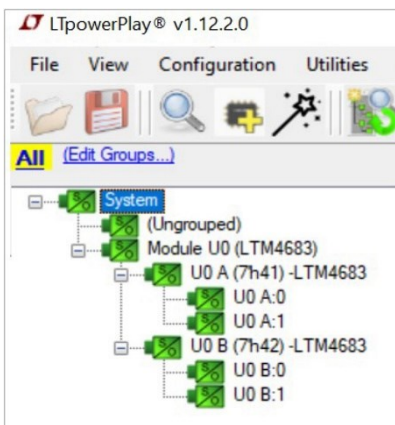 LTpowerPlay® v1.12.2.0
File View Configuration Utilities
All (Edit Groups...)
System
(Ungrouped)
Module U0 (LTM4683)
U0 A (7h41) -LTM4683
U0 A:0
U0 A:1
U0 B (7h42) -LTM4683
U0 B:0
U0 B:1